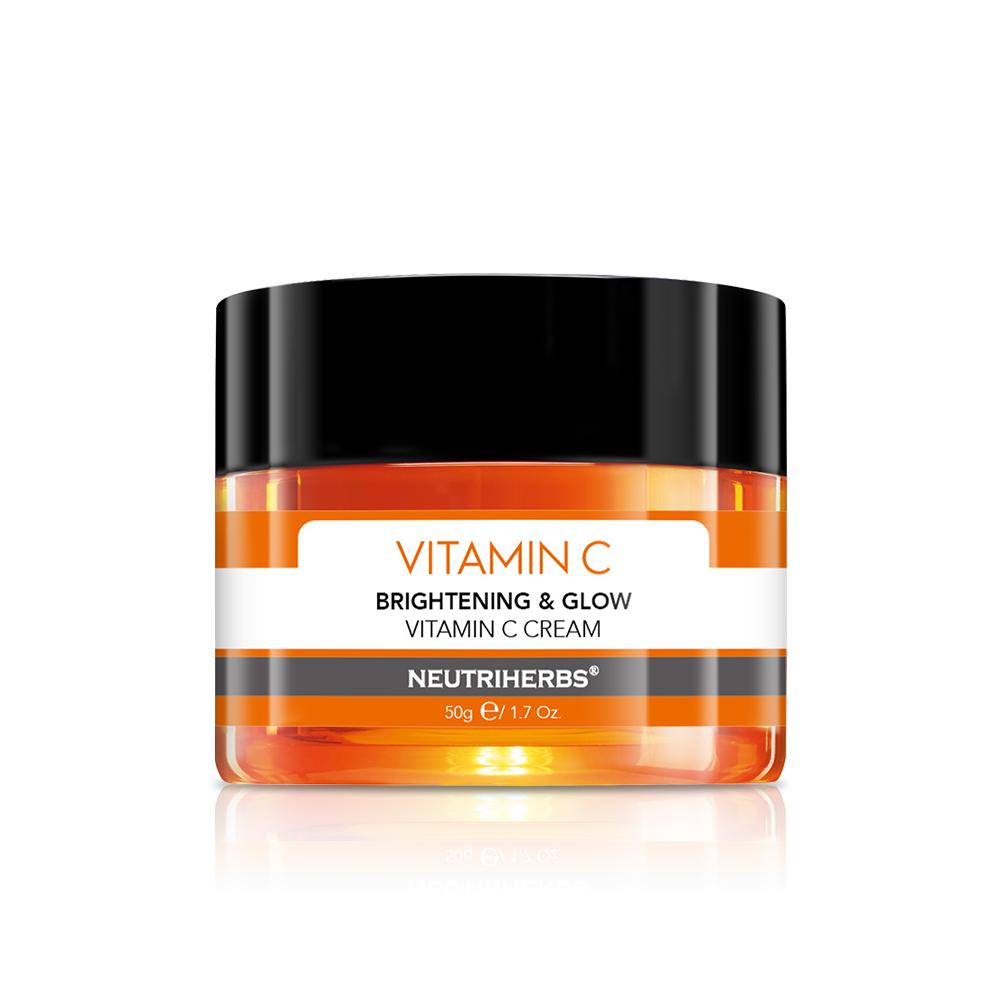 VITAMIN C
BRIGHTENING & GLOW
VITAMIN C CREAM
NEUTRIHERBS®
50g ℮/ 1.7 Oz.